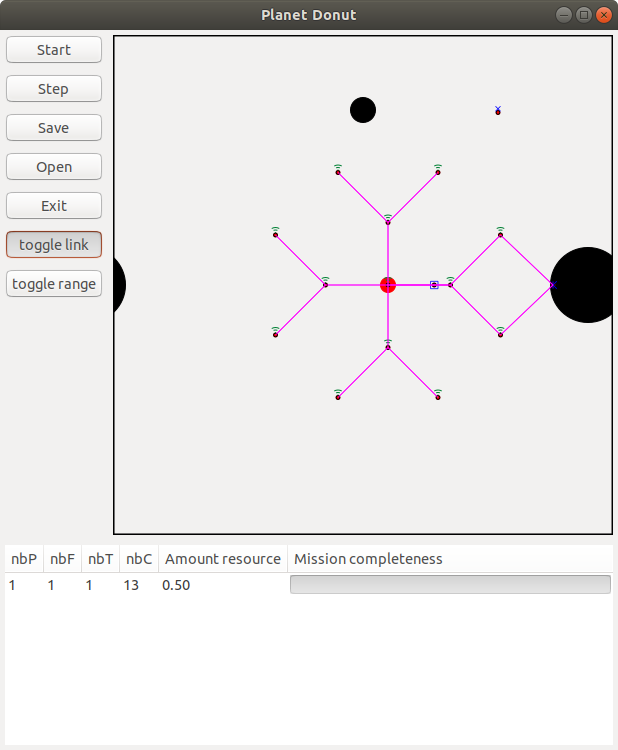 Planet Donut
Start
Step
Save
Open
Exit
toggle link
toggle range
nbP nbF nbT nbC Amount resource Mission completeness
1 1 1 13 0.50